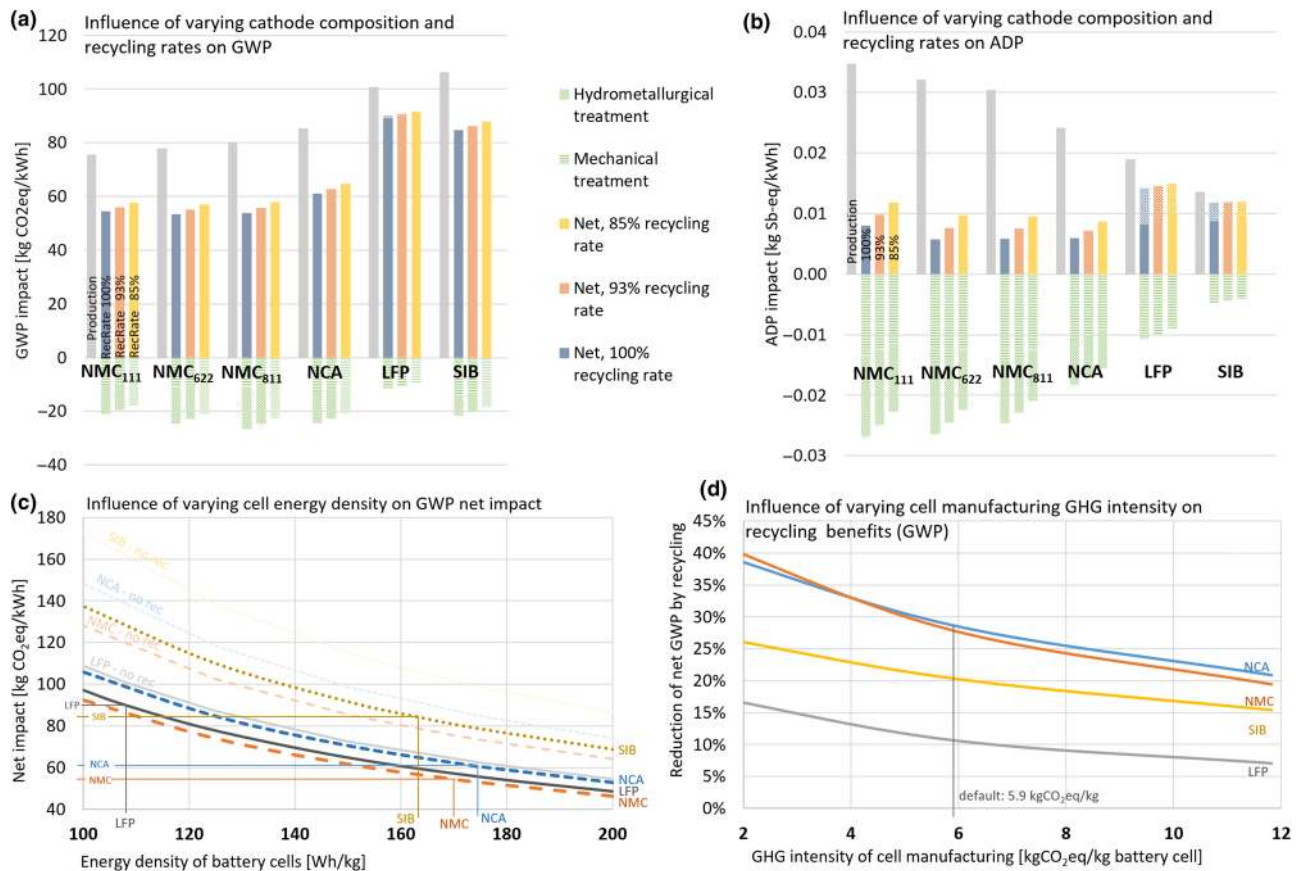 (a) Influence of varying cathode composition and
recycling rates on GWP
120
100
80
60
40
20
0
−20
−40
GWP impact [kg CO2eq/kWh]
Production
RecRate 100%
RecRate 93%
RecRate 85%
NMC₁₁₁ NMC₆₂₂ NMC₈₁₁ NCA LFP SIB
Hydrometallurgical
treatment
Mechanical
treatment
Net, 85% recycling
rate
Net, 93% recycling
rate
Net, 100%
recycling rate
(b) Influence of varying cathode composition and
recycling rates on ADP
0.04
0.03
0.02
0.01
0.00
−0.01
−0.02
−0.03
ADP impact [kg Sb-eq/kWh]
Production
100%
93%
85%
NMC₁₁₁ NMC₆₂₂ NMC₈₁₁ NCA LFP SIB
(c) Influence of varying cell energy density on GWP net impact
180
160
140
120
100
80
60
40
Net impact [kg CO₂eq/kWh]
SIB - no rec
NCA - no rec
NMC - no rec
LFP - no rec
LFP
SIB
NCA
NMC
SIB
NCA
LFP
NMC
LFP SIB NMC NCA
100 120 140 160 180 200
Energy density of battery cells [Wh/kg]
(d) Influence of varying cell manufacturing GHG intensity on
recycling benefits (GWP)
45%
40%
35%
30%
25%
20%
15%
10%
5%
0%
Reduction of net GWP by recycling
NCA
NMC
SIB
LFP
default: 5.9 kgCO₂eq/kg
2 4 6 8 10 12
GHG intensity of cell manufacturing [kgCO₂eq/kg battery cell]